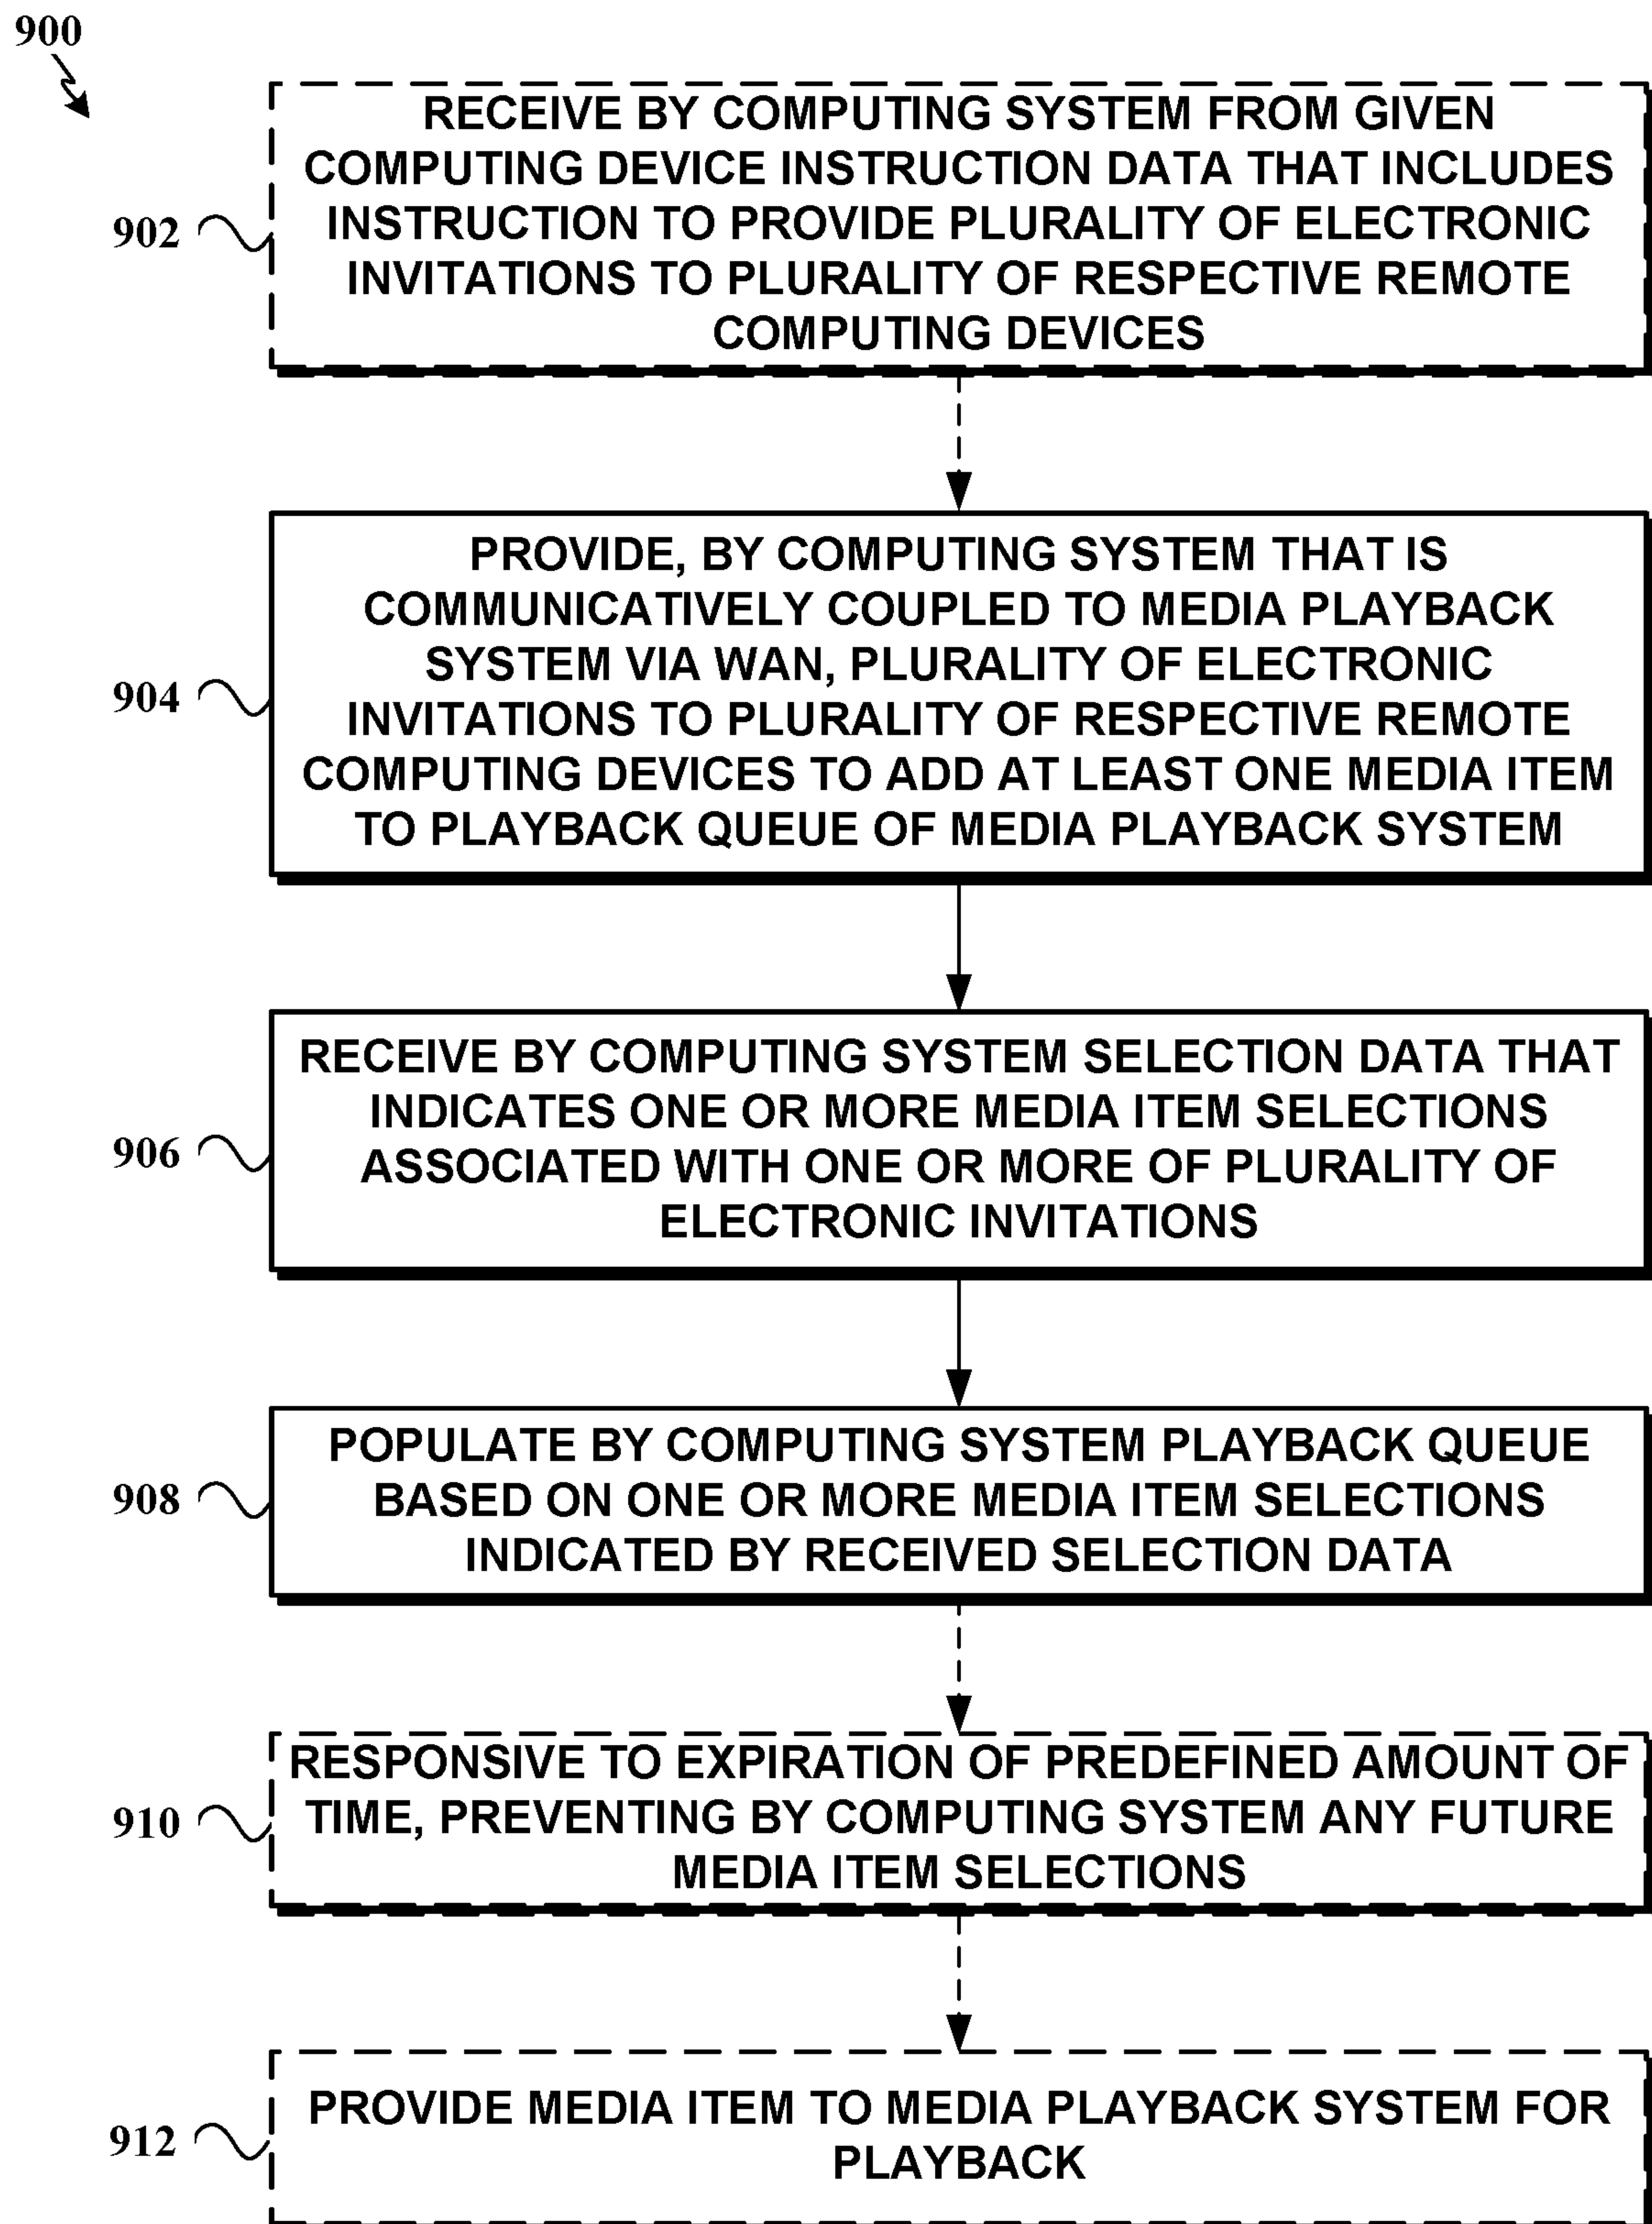 900
RECEIVE BY COMPUTING SYSTEM FROM GIVEN
COMPUTING DEVICE INSTRUCTION DATA THAT INCLUDES
INSTRUCTION TO PROVIDE PLURALITY OF ELECTRONIC
INVITATIONS TO PLURALITY OF RESPECTIVE REMOTE
COMPUTING DEVICES
902
PROVIDE, BY COMPUTING SYSTEM THAT IS
COMMUNICATIVELY COUPLED TO MEDIA PLAYBACK
SYSTEM VIA WAN, PLURALITY OF ELECTRONIC
INVITATIONS TO PLURALITY OF RESPECTIVE REMOTE
COMPUTING DEVICES TO ADD AT LEAST ONE MEDIA ITEM
TO PLAYBACK QUEUE OF MEDIA PLAYBACK SYSTEM
904
RECEIVE BY COMPUTING SYSTEM SELECTION DATA THAT
INDICATES ONE OR MORE MEDIA ITEM SELECTIONS
ASSOCIATED WITH ONE OR MORE OF PLURALITY OF
ELECTRONIC INVITATIONS
906
POPULATE BY COMPUTING SYSTEM PLAYBACK QUEUE
BASED ON ONE OR MORE MEDIA ITEM SELECTIONS
INDICATED BY RECEIVED SELECTION DATA
908
RESPONSIVE TO EXPIRATION OF PREDEFINED AMOUNT OF
TIME, PREVENTING BY COMPUTING SYSTEM ANY FUTURE
MEDIA ITEM SELECTIONS
910
PROVIDE MEDIA ITEM TO MEDIA PLAYBACK SYSTEM FOR
PLAYBACK
912